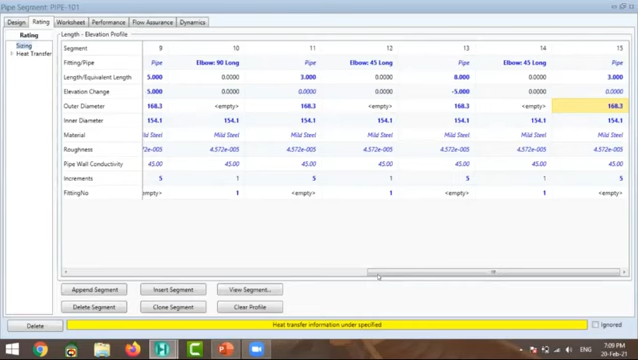 Pipe Segment: PIPE-101
Design Rating Worksheet Performance Flow Assurance Dynamics
Rating
Sizing
Heat Transfer
Length - Elevation Profile
Segment 9 10 11 12 13 14 15
Fitting/Pipe Pipe Elbow: 90 Long Pipe Elbow: 45 Long Pipe Elbow: 45 Long Pipe
Length/Equivalent Length 5.000 0.0000 3.000 0.0000 8.000 0.0000 3.000
Elevation Change 0.000 0.0000 0.0000 0.0000 -5.000 0.0000 0.0000
Outer Diameter 168.3 <empty> 168.3 <empty> 168.3 <empty> 168.3
Inner Diameter 154.1 154.1 154.1 154.1 154.1 154.1 154.1
Material ild Steel Mild Steel Mild Steel Mild Steel Mild Steel Mild Steel Mild Steel
Roughness 72e-005 4.572e-005 4.572e-005 4.572e-005 4.572e-005 4.572e-005 4.572e-005
Pipe Wall Conductivity 45.00 45.00 45.00 45.00 45.00 45.00 45.00
Increments 5 1 5 1 5 1 5
FittingNo empty> 1 <empty> 1 <empty> 1 <empty>
Append Segment Insert Segment View Segment...
Delete Segment Clone Segment Clear Profile
Delete Heat transfer information under specified Ignored
ENG 7:09 PM
20-Feb-21